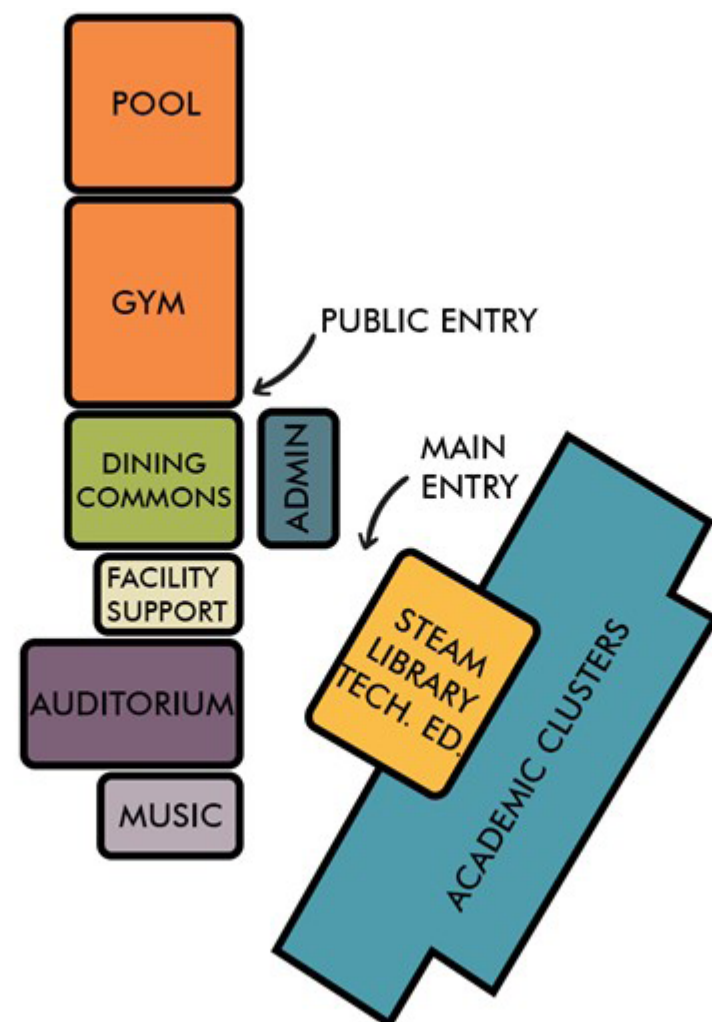 POOL
GYM
PUBLIC ENTRY
DINING
COMMONS
ADMIN
MAIN
ENTRY
FACILITY
SUPPORT
STEAM
LIBRARY
TECH. ED.
AUDITORIUM
ACADEMIC CLUSTERS
MUSIC